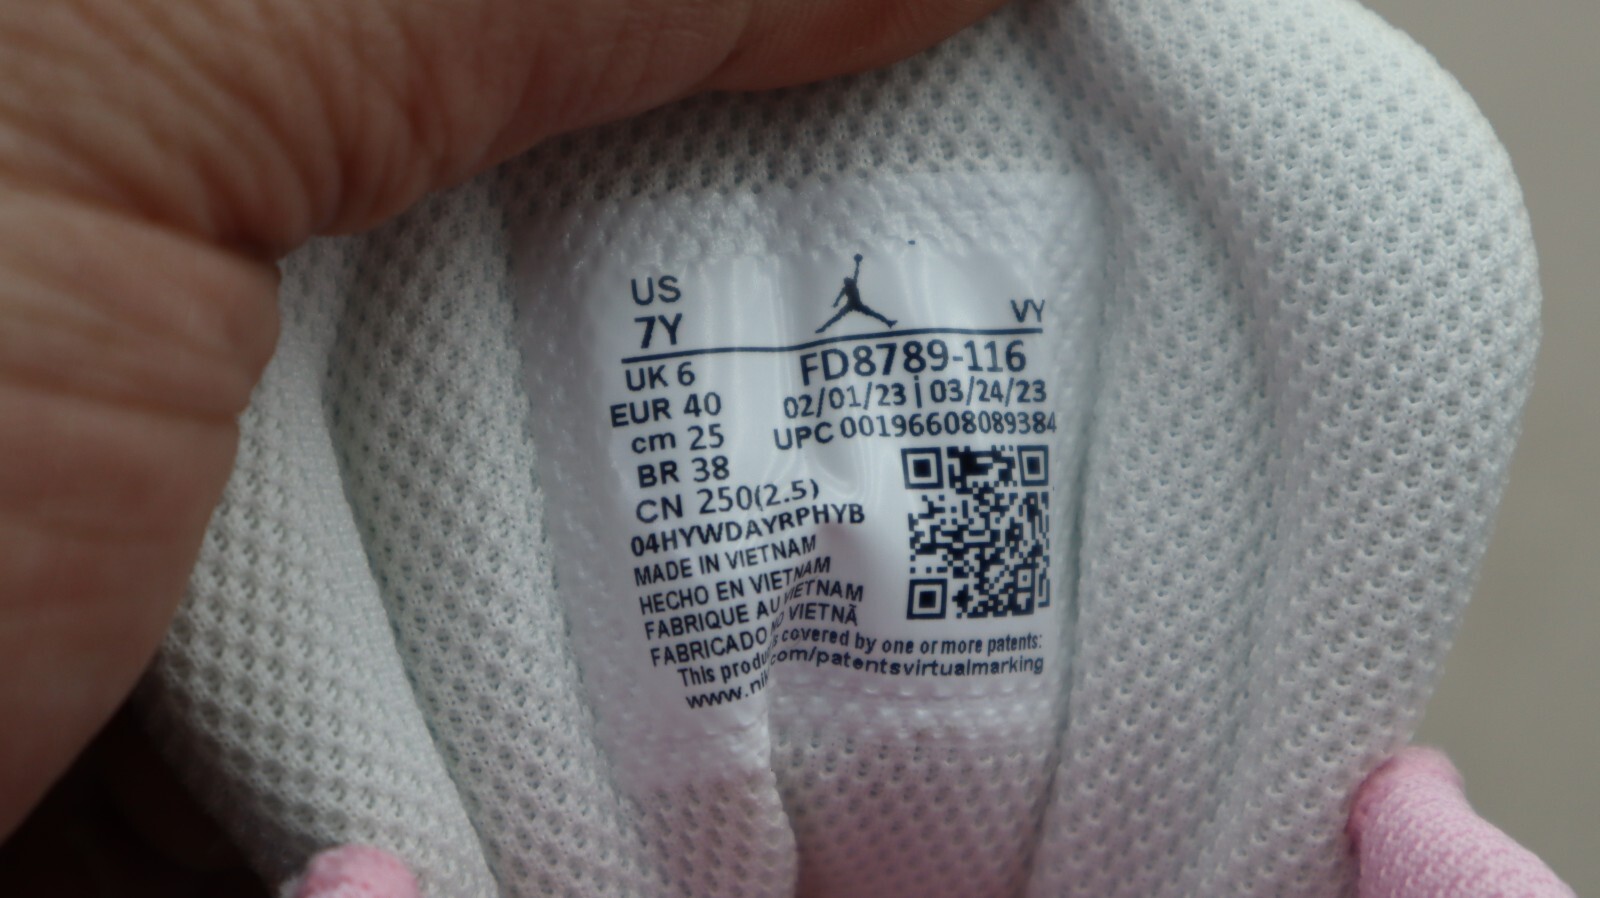 US
7Y
VY
UK 6
FD8789-116
EUR 40
02/01/23 | 03/24/23
cm 25
UPC 00196608089384
BR 38
CN 250(2.5)
04HYWDAYRPHYB
MADE IN VIETNAM
HECHO EN VIETNAM
FABRIQUE AU VIETNAM
FABRICADO NO VIETNÃ
This produ s covered by one or more patents:
www.nik com/patentsvirtualmarking